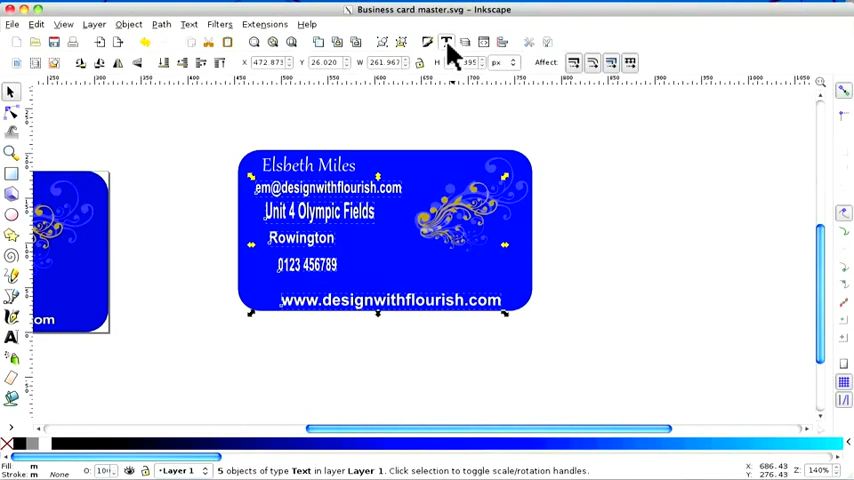 Business card master.svg - Inkscape
File Edit View Layer Object Path Text Filters Extensions Help
X 472.873 Y 26.020 W 261.967 H 395 px Affect:
Elsbeth Miles
em@designwithflourish.com
Unit 4 Olympic Fields
Rowington
0123 456789
www.designwithflourish.com
om
Fill: m
Stroke: m None
O: 100
Layer 1
5 objects of type Text in layer Layer 1. Click selection to toggle scale/rotation handles.
X: 686.43
Y: 276.43
Z: 140%